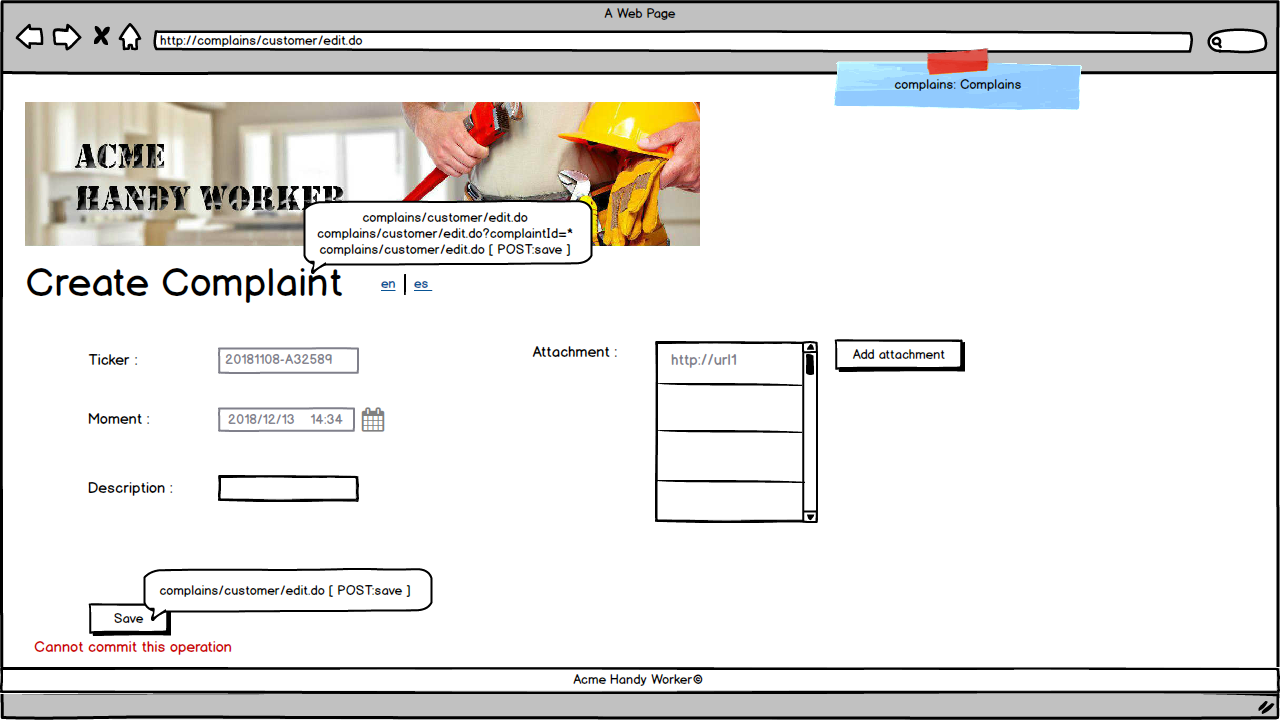 A Web Page
http://complains/customer/edit.do
complains: Complains
ACME
HANDY WORKER
complains/customer/edit.do
complains/customer/edit.do?complaintId=*
complains/customer/edit.do [ POST:save ]
Create Complaint
en | es
Ticker :
20181108-A32589
Attachment :
http://url1
Add attachment
Moment :
2018/12/13 14:34
Description :
complains/customer/edit.do [ POST:save ]
Save
Cannot commit this operation
Acme Handy Worker©